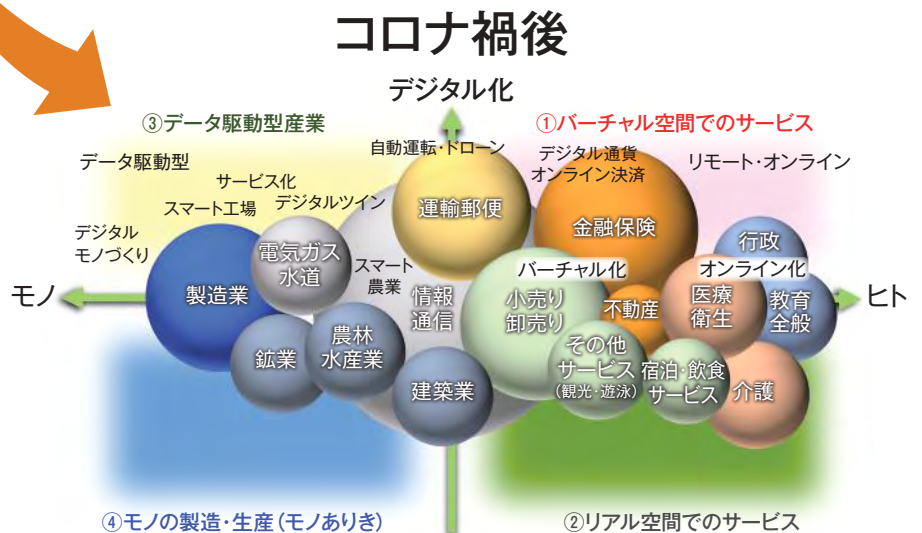 コロナ禍後
デジタル化
③データ駆動型産業
①バーチャル空間でのサービス
データ駆動型
サービス化
スマート工場
デジタルツイン
デジタル
モノづくり
自動運転・ドローン
デジタル通貨
オンライン決済
リモート・オンライン
運輸郵便
金融保険
行政
電気ガス
水道
スマート
農業
バーチャル化
オンライン化
モノ
製造業
情報
通信
小売り
卸売り
不動産
医療
衛生
教育
全般
ヒト
鉱業
農林
水産業
建築業
その他
サービス
(観光・遊泳)
宿泊・飲食
サービス
介護
④モノの製造・生産(モノありき)
②リアル空間でのサービス